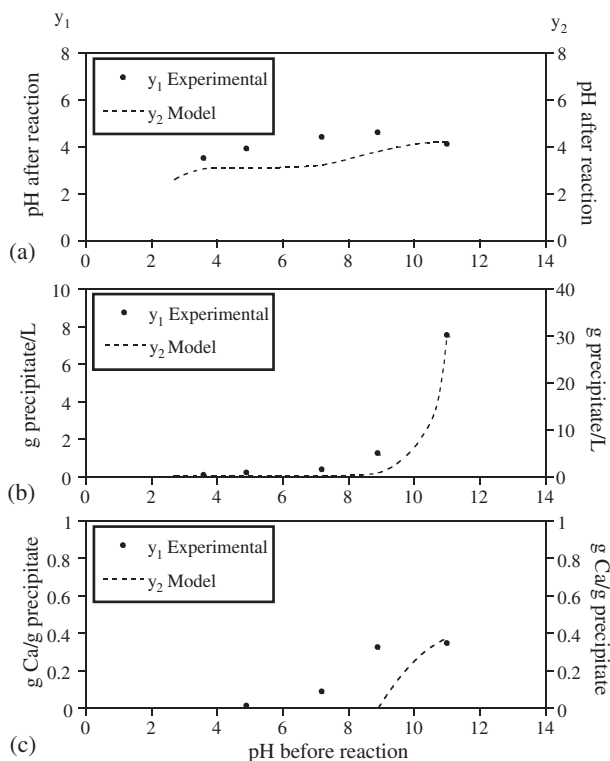 y1
y2
8
6
4
2
0
pH after reaction
y1 Experimental
y2 Model
8
6
4
2
0
pH after reaction
0 2 4 6 8 10 12 14
(a)
10
8
6
4
2
0
g precipitate/L
y1 Experimental
y2 Model
40
30
20
10
0
g precipitate/L
0 2 4 6 8 10 12 14
(b)
1
0.8
0.6
0.4
0.2
0
g Ca/g precipitate
y1 Experimental
y2 Model
1
0.8
0.6
0.4
0.2
0
g Ca/g precipitate
0 2 4 6 8 10 12 14
(c)
pH before reaction